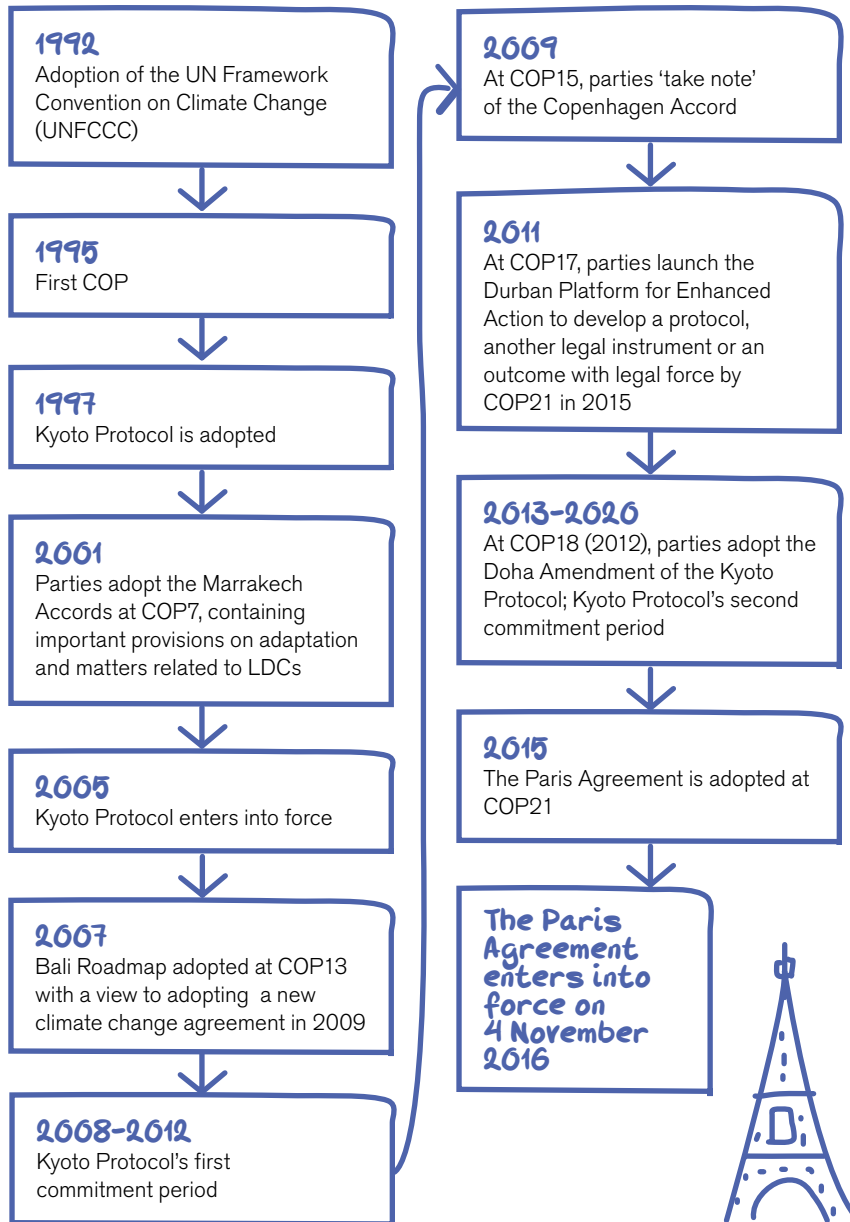 1992
Adoption of the UN Framework
Convention on Climate Change
(UNFCCC)
1995
First COP
1997
Kyoto Protocol is adopted
2001
Parties adopt the Marrakech
Accords at COP7, containing
important provisions on adaptation
and matters related to LDCs
2005
Kyoto Protocol enters into force
2007
Bali Roadmap adopted at COP13
with a view to adopting a new
climate change agreement in 2009
2008-2012
Kyoto Protocol’s first
commitment period
2009
At COP15, parties ‘take note’
of the Copenhagen Accord
2011
At COP17, parties launch the
Durban Platform for Enhanced
Action to develop a protocol,
another legal instrument or an
outcome with legal force by
COP21 in 2015
2013-2020
At COP18 (2012), parties adopt the
Doha Amendment of the Kyoto
Protocol; Kyoto Protocol’s second
commitment period
2015
The Paris Agreement is adopted at
COP21
The Paris
Agreement
enters into
force on
4 November
2016